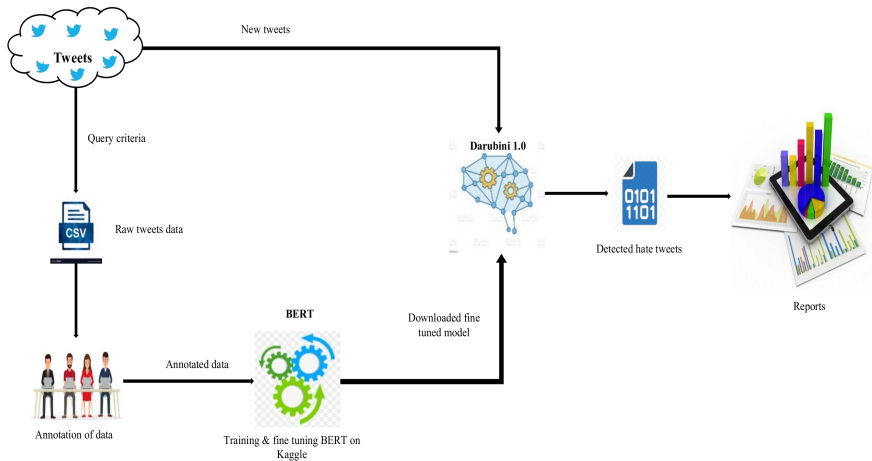 New tweets
Tweets
Query criteria
Darubini 1.0
CSV
Raw tweets data
0101
1101
Detected hate tweets
Reports
BERT
Downloaded fine
tuned model
Annotated data
Annotation of data
Training & fine tuning BERT on
Kaggle